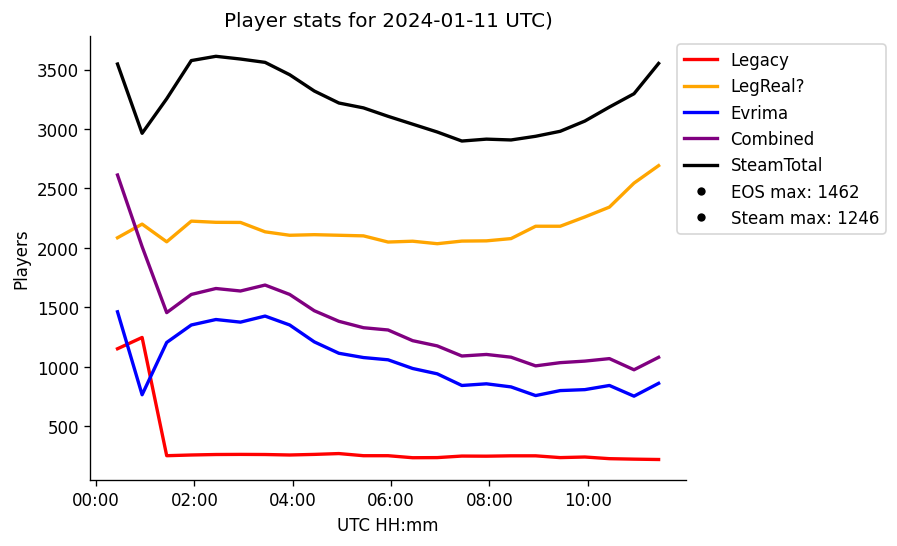 Player stats for 2024-01-11 UTC)
Players
3500
3000
2500
2000
1500
1000
500
00:00 02:00 04:00 06:00 08:00 10:00
UTC HH:mm
Legacy
LegReal?
Evrima
Combined
SteamTotal
EOS max: 1462
Steam max: 1246